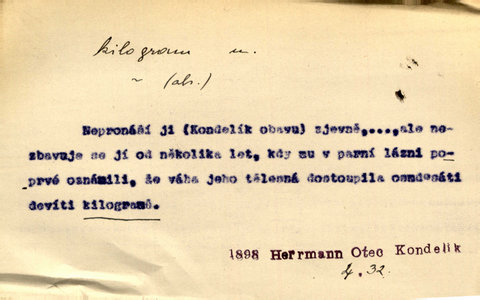 kilogram m.
~ (abs.)
Nepronáší ji (Kondelík obavu) zjevně,...,ale ne-
zbavuje se jí od několika let, kdy mu v parní lázni po-
prvé oznámili, že váha jeho tělesná dostoupila osmdesáti
devíti kilogramů.
1898 Herrmann Otec Kondelík
32.